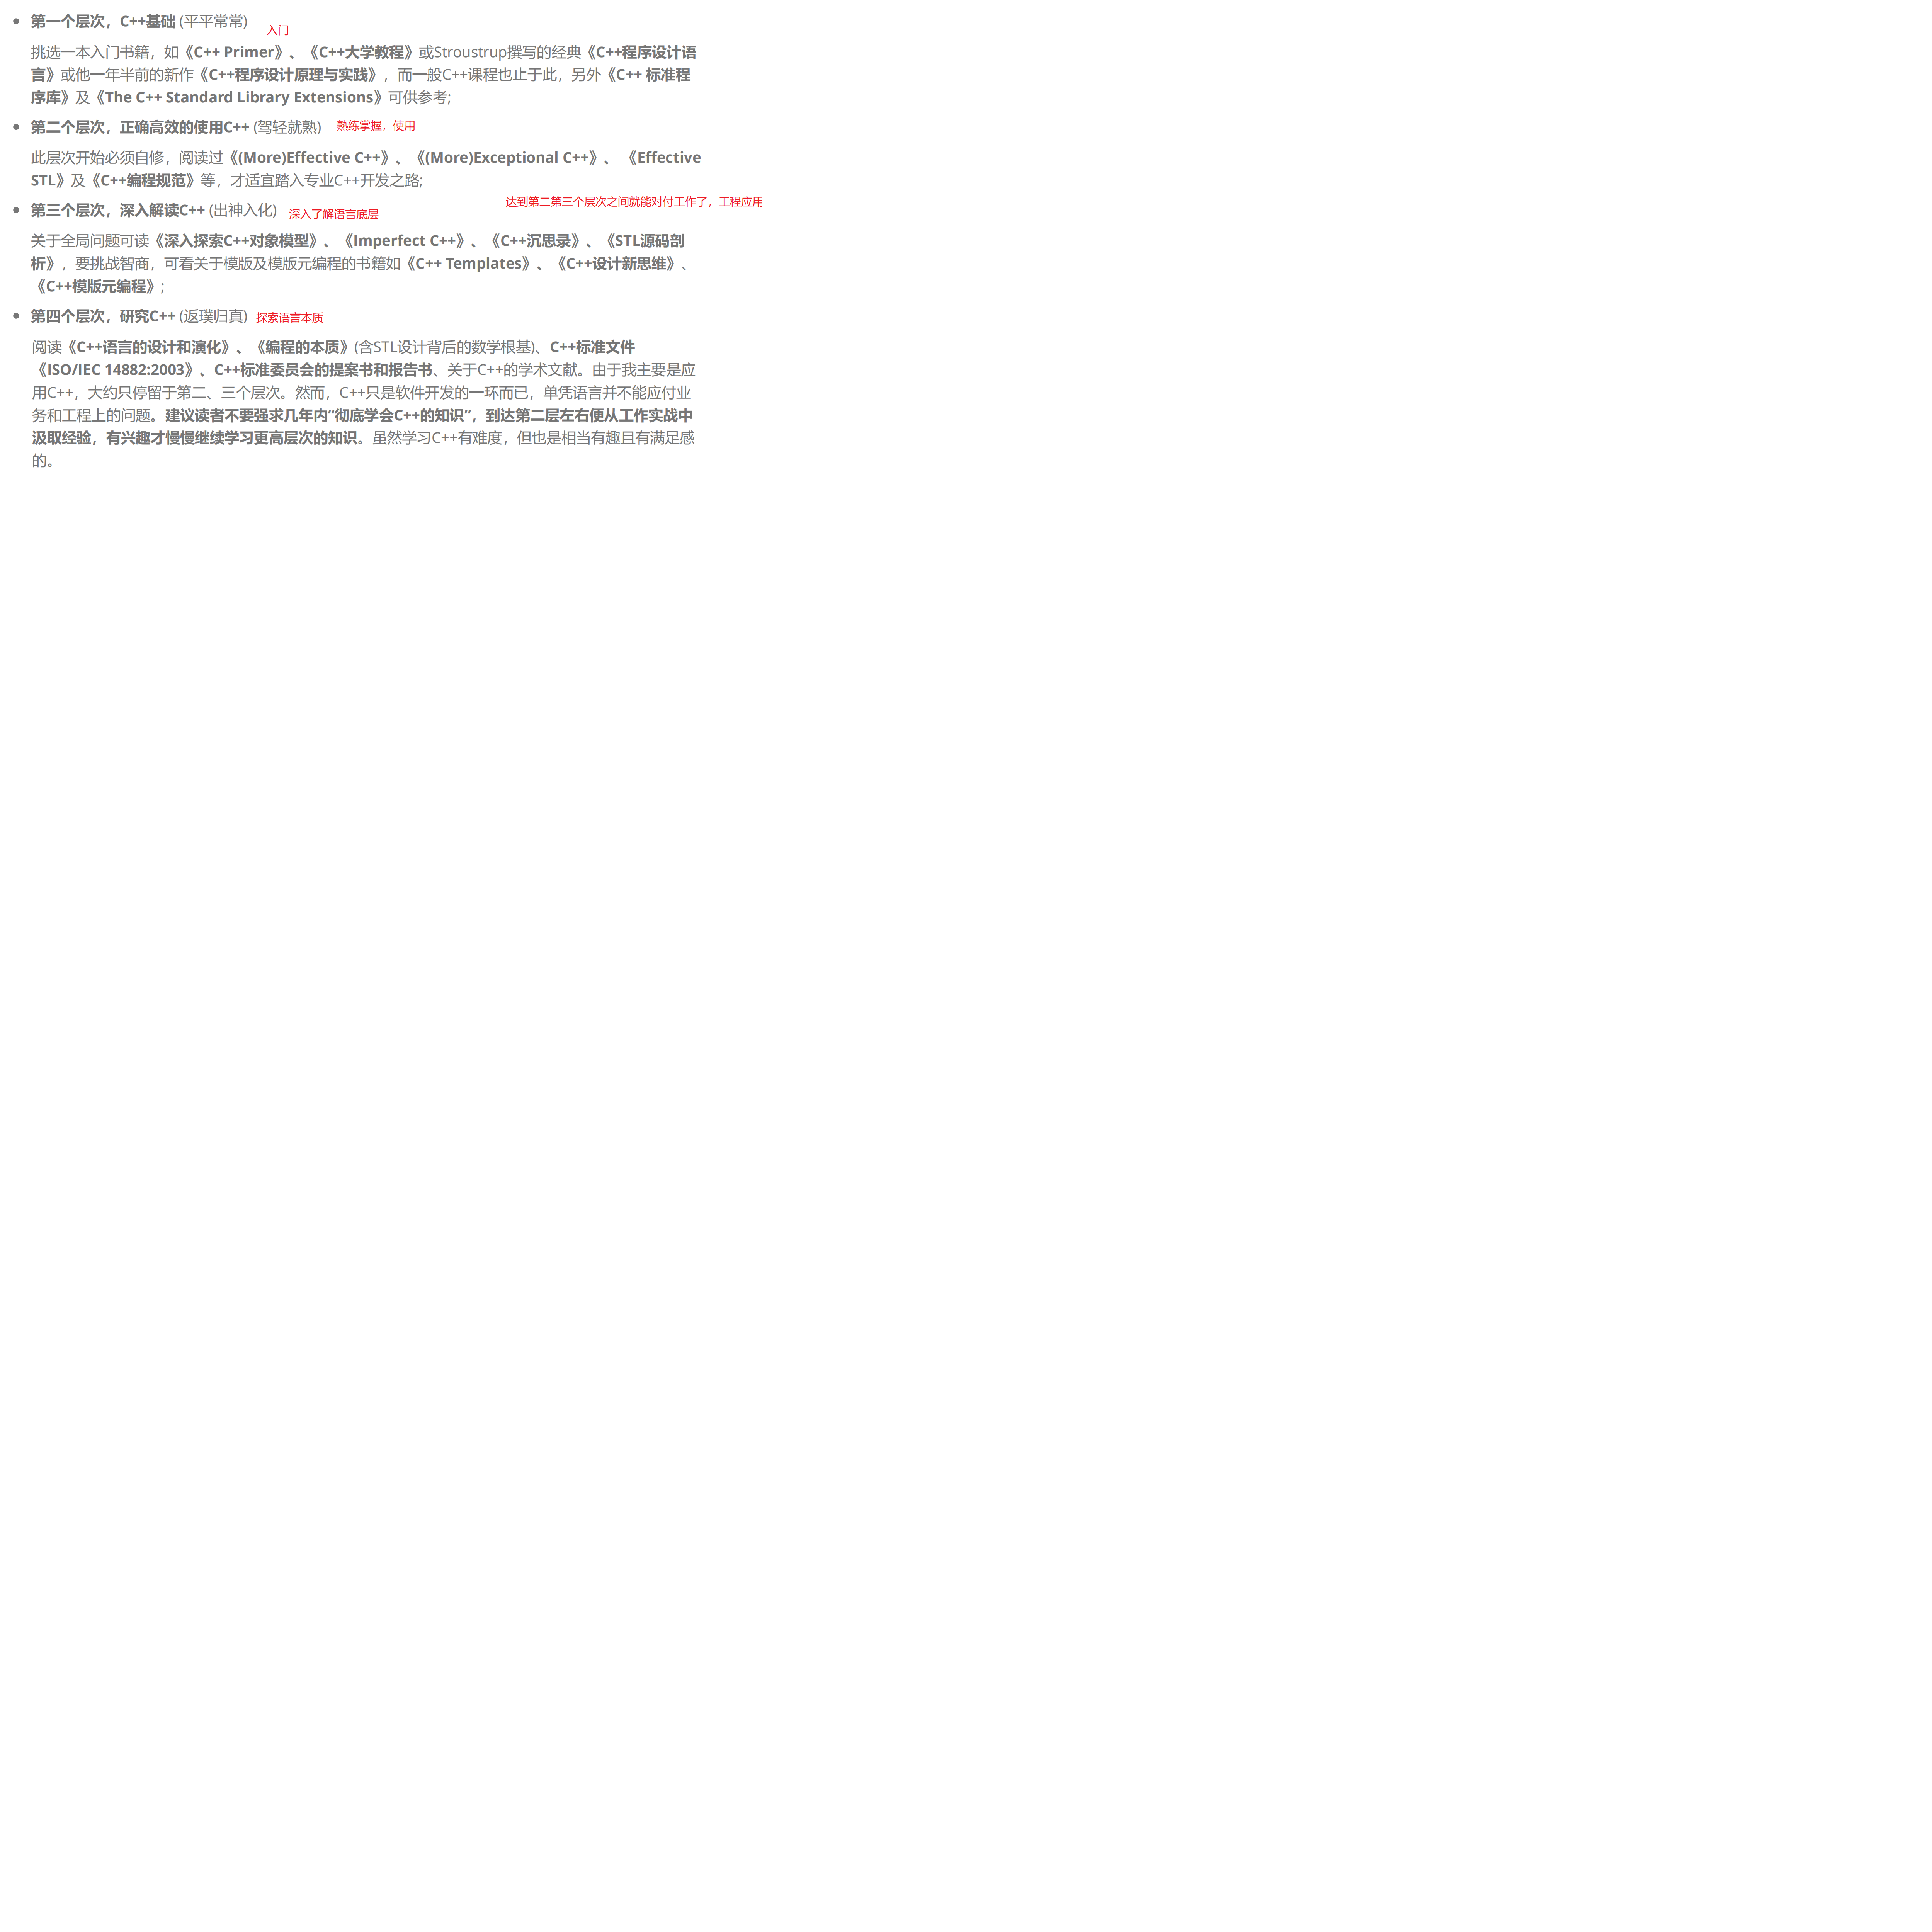 第一个层次，C++基础 (平平常常)
入门
挑选一本入门书籍，如《C++ Primer》、《C++大学教程》或Stroustrup撰写的经典《C++程序设计语
言》或他一年半前的新作《C++程序设计原理与实践》，而一般C++课程也止于此，另外《C++ 标准程
序库》及《The C++ Standard Library Extensions》可供参考;
第二个层次，正确高效的使用C++ (驾轻就熟) 熟练掌握，使用
此层次开始必须自修，阅读过《(More)Effective C++》、《(More)Exceptional C++》、 《Effective
STL》及《C++编程规范》等，才适宜踏入专业C++开发之路;
达到第二第三个层次之间就能对付工作了，工程应用
第三个层次，深入解读C++ (出神入化) 深入了解语言底层
关于全局问题可读《深入探索C++对象模型》、《Imperfect C++》、《C++沉思录》、《STL源码剖
析》，要挑战智商，可看关于模版及模版元编程的书籍如《C++ Templates》、《C++设计新思维》、
《C++模版元编程》;
第四个层次，研究C++ (返璞归真) 探索语言本质
阅读《C++语言的设计和演化》、《编程的本质》(含STL设计背后的数学根基)、C++标准文件
《ISO/IEC 14882:2003》、C++标准委员会的提案书和报告书、关于C++的学术文献。由于我主要是应
用C++，大约只停留于第二、三个层次。然而，C++只是软件开发的一环而已，单凭语言并不能应付业
务和工程上的问题。建议读者不要强求几年内“彻底学会C++的知识”，到达第二层左右便从工作实战中
汲取经验，有兴趣才慢慢继续学习更高层次的知识。虽然学习C++有难度，但也是相当有趣且有满足感
的。